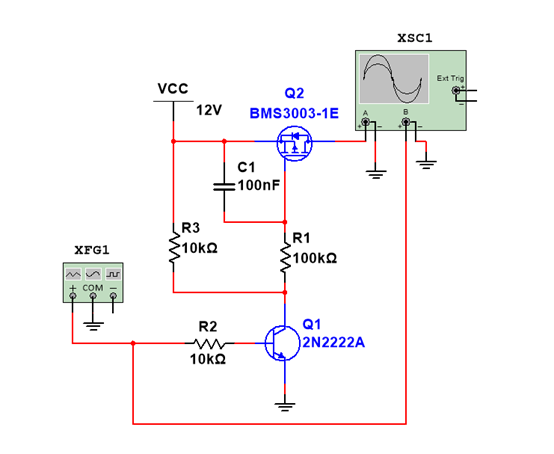 XSC1
Ext Trig
+
−
A
B
+ − + −
VCC
12V
Q2
BMS3003-1E
C1
100nF
R3
10kΩ
R1
100kΩ
XFG1
+ COM −
R2
10kΩ
Q1
2N2222A